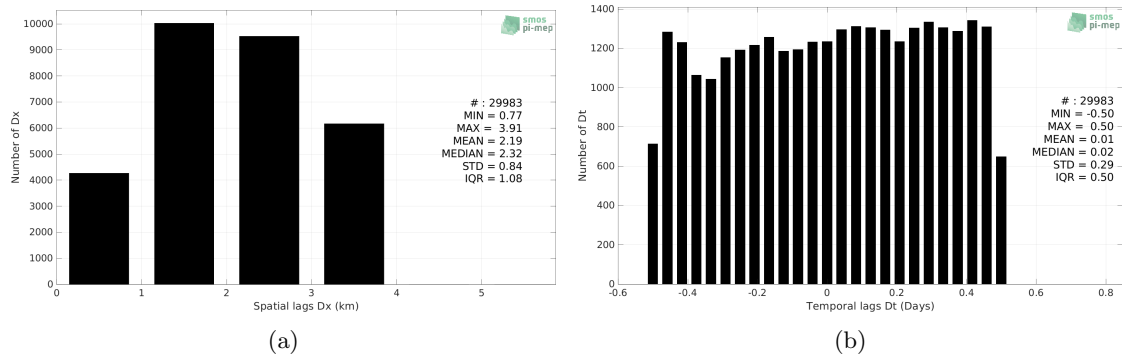 10000
9000
8000
7000
6000
5000
4000
3000
2000
1000
0
Number of Dx
0 1 2 3 4 5
Spatial lags Dx (km)
smos
pi-mep
# : 29983
MIN = 0.77
MAX = 3.91
MEAN = 2.19
MEDIAN = 2.32
STD = 0.84
IQR = 1.08
(a)
1400
1200
1000
800
600
400
200
0
Number of Dt
-0.6 -0.4 -0.2 0 0.2 0.4 0.6 0.8
Temporal lags Dt (Days)
smos
pi-mep
# : 29983
MIN = -0.50
MAX = 0.50
MEAN = 0.01
MEDIAN = 0.02
STD = 0.29
IQR = 0.50
(b)